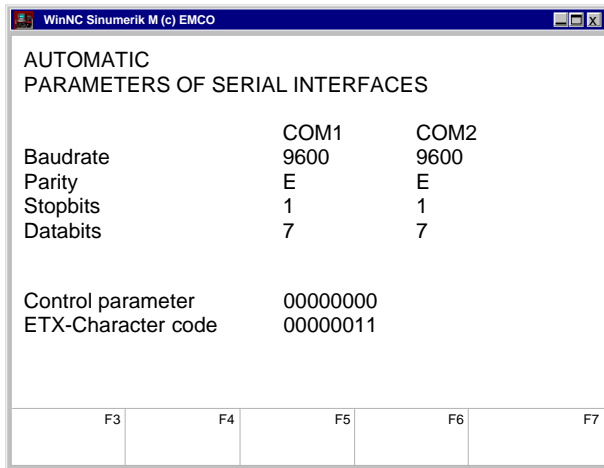 WinNC Sinumerik M (c) EMCO
AUTOMATIC
PARAMETERS OF SERIAL INTERFACES
COM1 COM2
Baudrate 9600 9600
Parity E E
Stopbits 1 1
Databits 7 7
Control parameter 00000000
ETX-Character code 00000011
F3 F4 F5 F6 F7